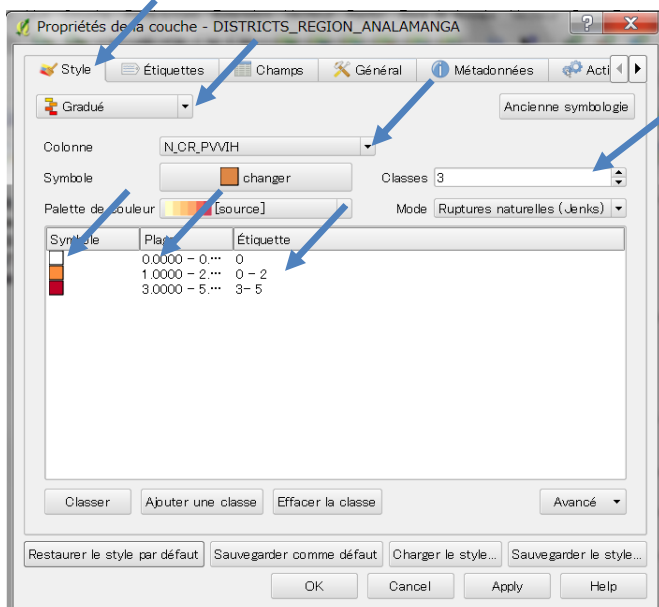 Propriétés de la couche - DISTRICTS_REGION_ANALAMANGA
Style Étiquettes Champs Général Métadonnées Acti
Gradué Ancienne symbologie
Colonne N_CR_PVVIH
Symbole changer Classes 3
Palette de couleur [source] Mode Ruptures naturelles (Jenks)
Symbole Plage Étiquette
0.0000 - 0.… 0
1.0000 - 2.… 0 - 2
3.0000 - 5.… 3- 5
Classer Ajouter une classe Effacer la classe Avancé
Restaurer le style par défaut Sauvegarder comme défaut Charger le style... Sauvegarder le style...
OK Cancel Apply Help